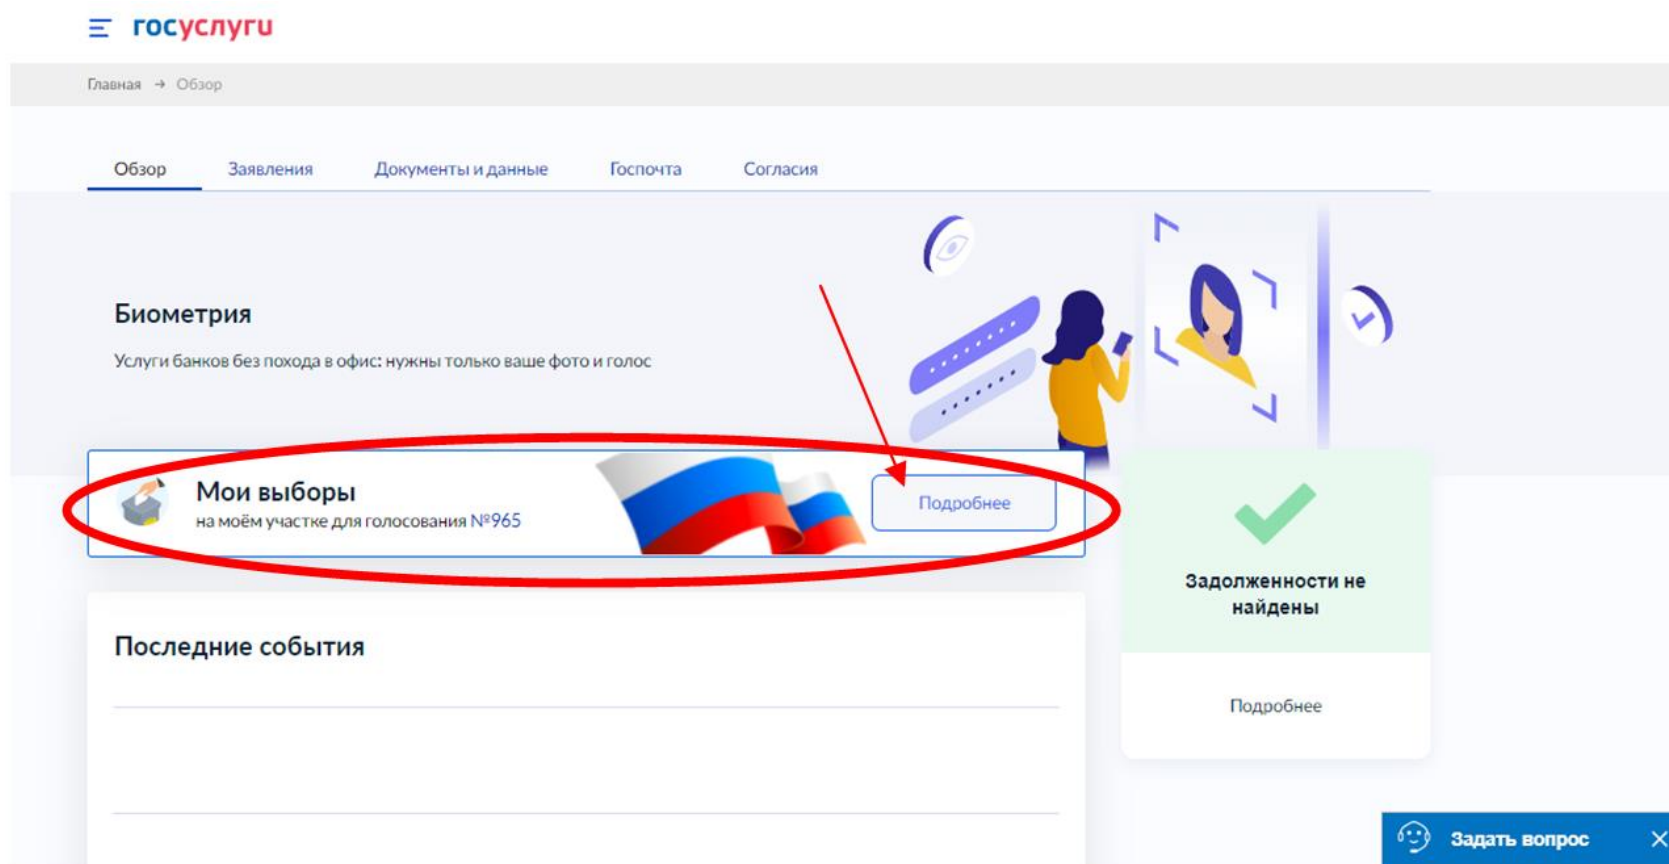 госуслуги
Главная → Обзор
Обзор Заявления Документы и данные Госпочта Согласия
Биометрия
Услуги банков без похода в офис: нужны только ваше фото и голос
Мои выборы
на моём участке для голосования №965
Подробнее
Задолженности не
найдены
Подробнее
Последние события
Задать вопрос